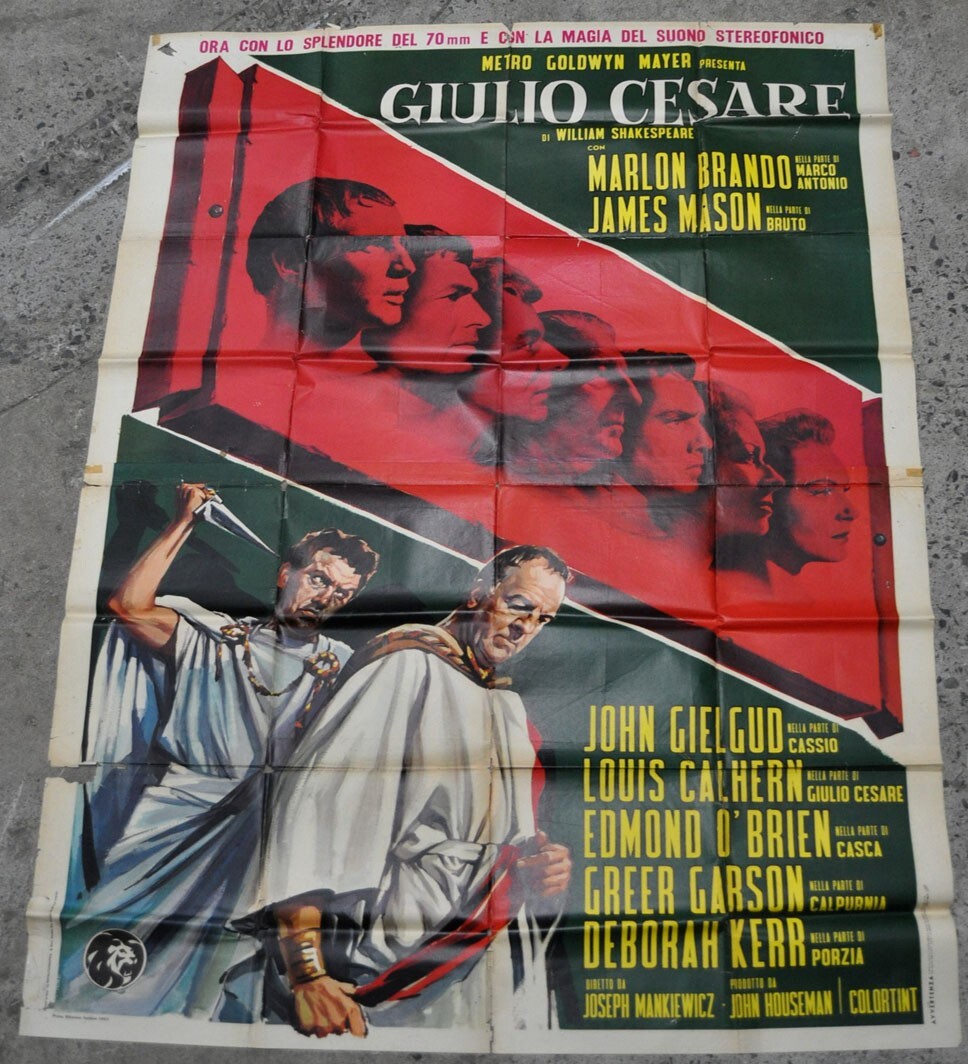 ORA CON LO SPLENDORE DEL 70mm E CON LA MAGIA DEL SUONO STEREOFONICO
METRO GOLDWYN MAYER PRESENTA
GIULIO CESARE
DI WILLIAM SHAKESPEARE
CON
MARLON BRANDO NELLA PARTE DI MARCO ANTONIO
JAMES MASON NELLA PARTE DI BRUTO
JOHN GIELGUD NELLA PARTE DI CASSIO
LOUIS CALHERN NELLA PARTE DI GIULIO CESARE
EDMOND O'BRIEN NELLA PARTE DI CASCA
GREER GARSON NELLA PARTE DI CALPURNIA
DEBORAH KERR NELLA PARTE DI PORZIA
DIRETTO DA JOSEPH MANKIEWICZ · PRODOTTO DA JOHN HOUSEMAN | COLORTINT
AVVERTENZA